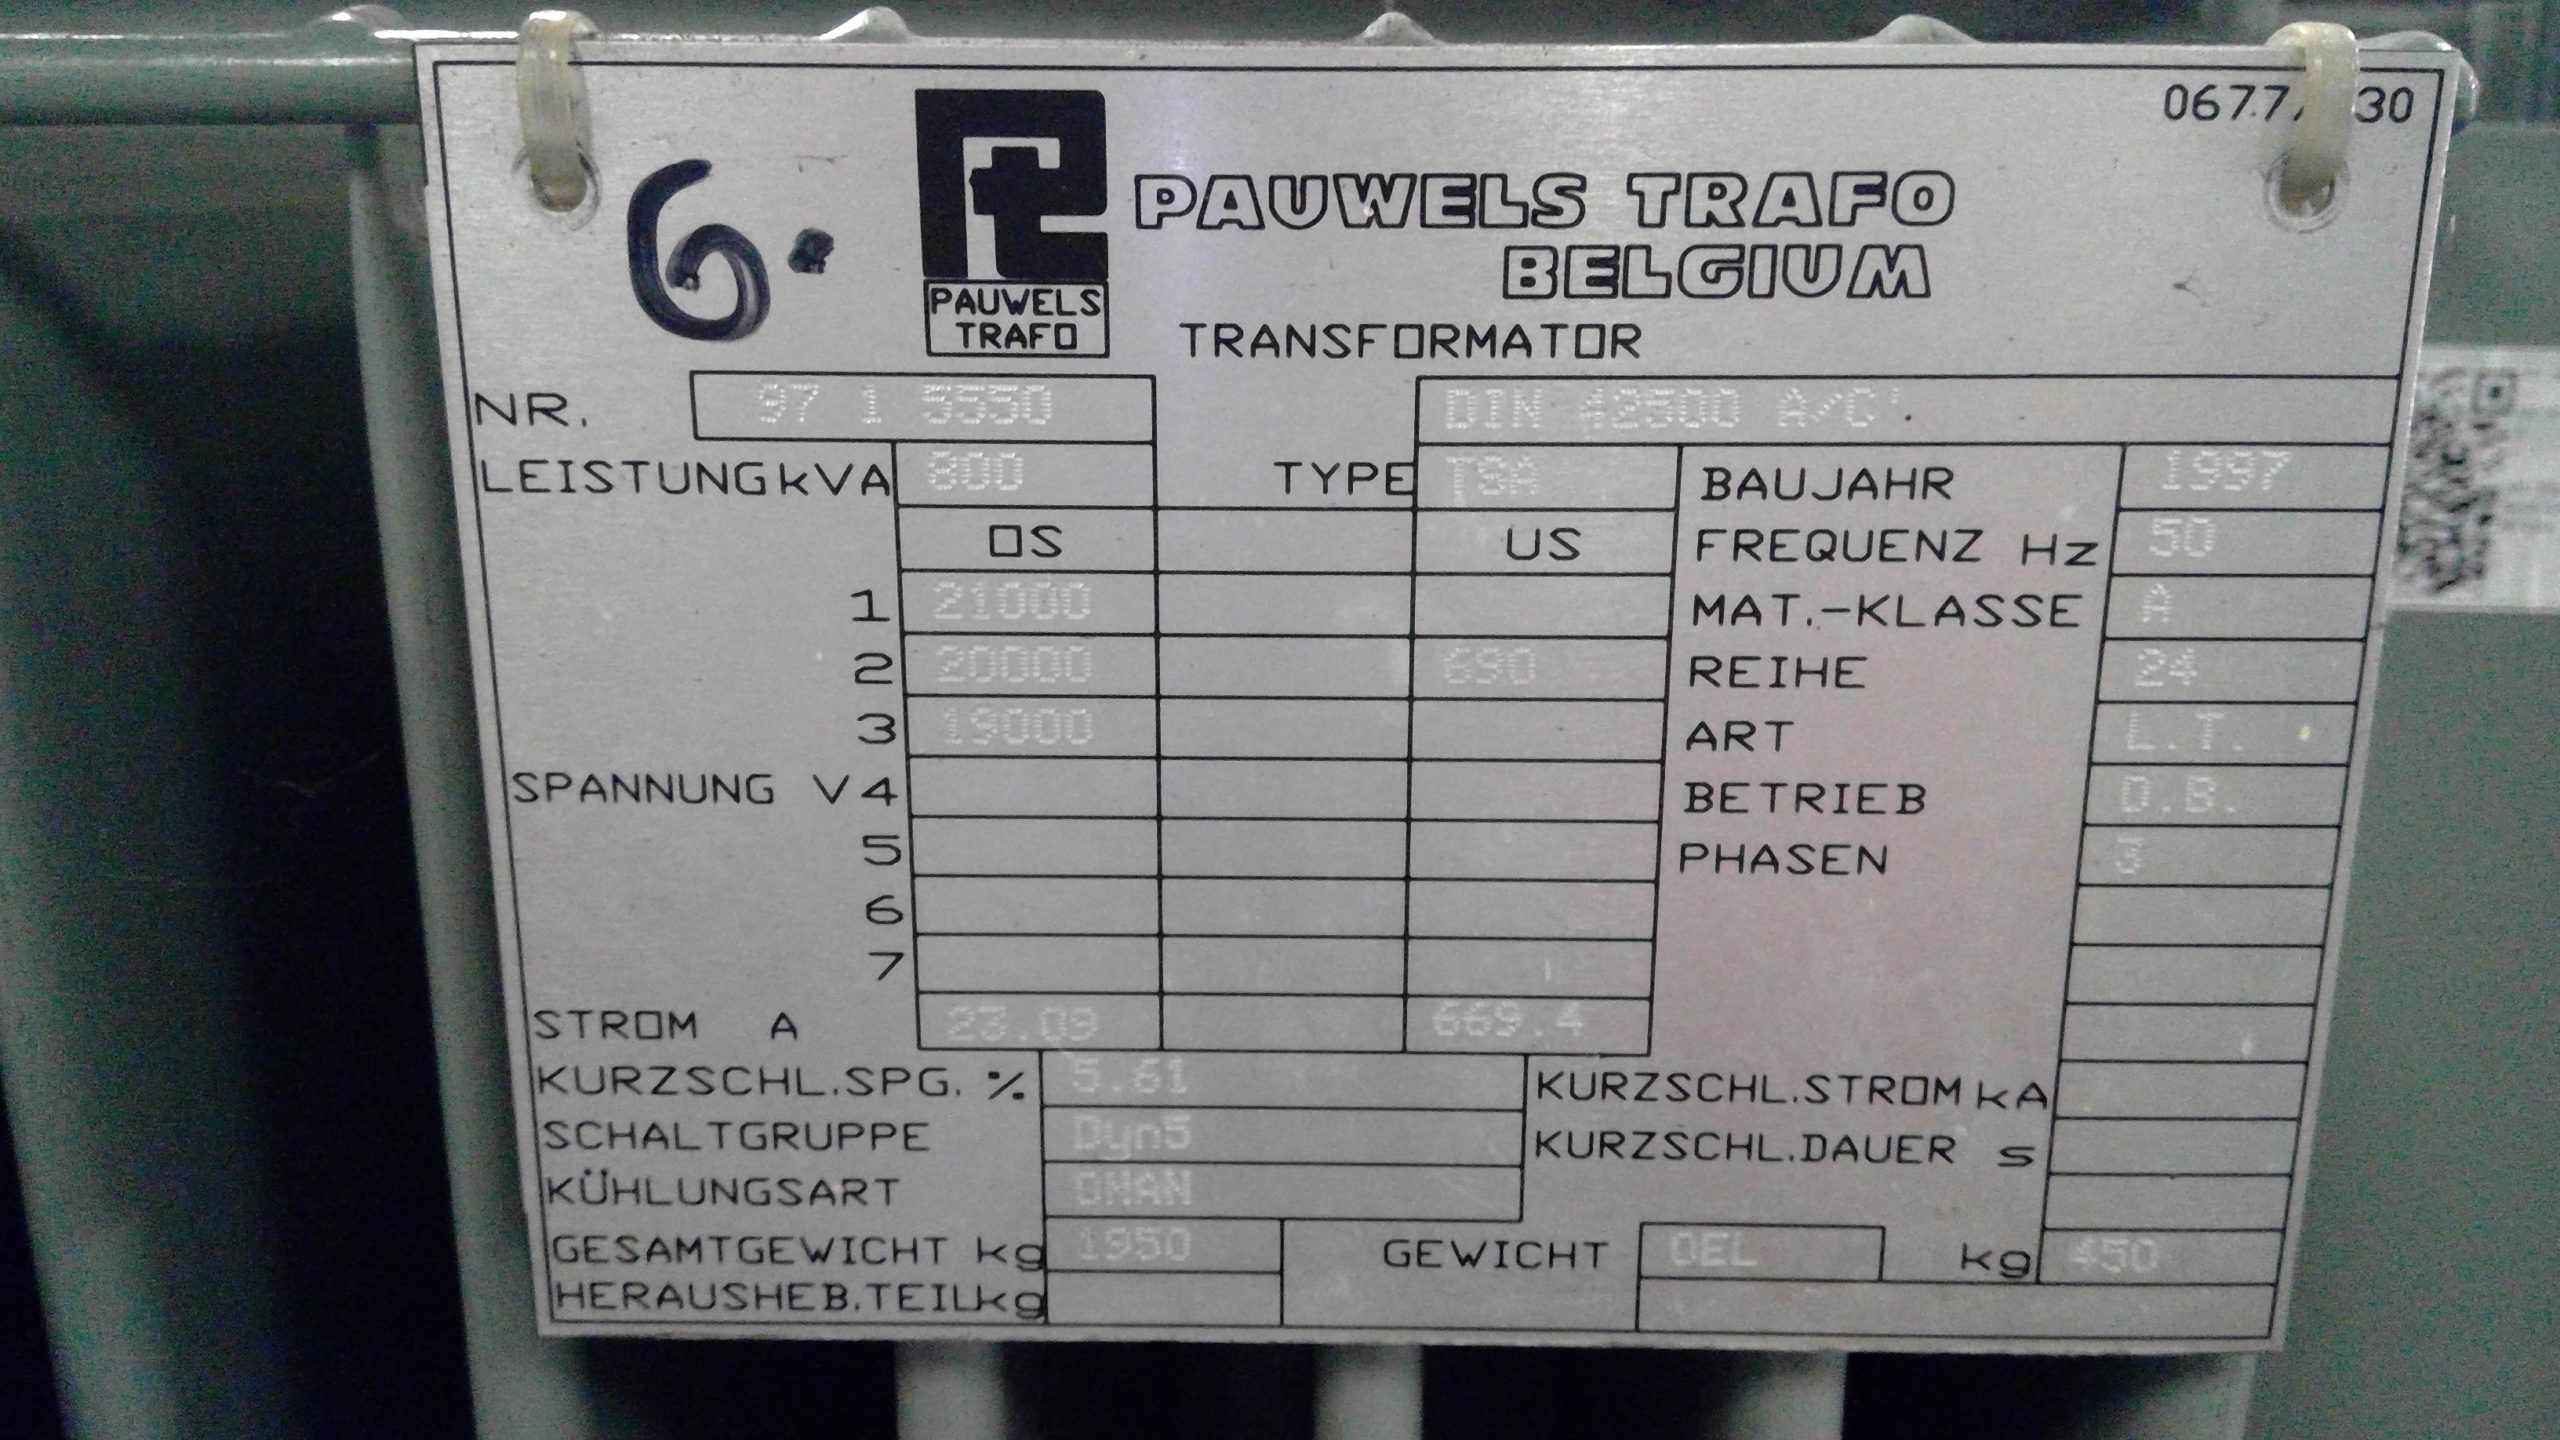 0677/ 30
6.
PAUWELS TRAFO
BELGIUM
PAUWELS
TRAFO
TRANSFORMATOR
NR. 97 1 5550 DIN 42500 A/C
LEISTUNG kVA 800 TYPE BAUJAHR 1997
OS US FREQUENZ Hz 50
1 21000 MAT.-KLASSE
2 20000 690 REIHE 24
3 19000 ART L.T.
SPANNUNG V 4 BETRIEB D.B.
5 PHASEN 3
6
7
STROM A 23.09 669.4
KURZSCHL.SPG. % 5.61 KURZSCHL.STROM kA
SCHALTGRUPPE Dyn5 KURZSCHL.DAUER s
KÜHLUNGSART ONAN
GESAMTGEWICHT kg 1950 GEWICHT OEL kg 450
HERAUSHEB.TEIL kg